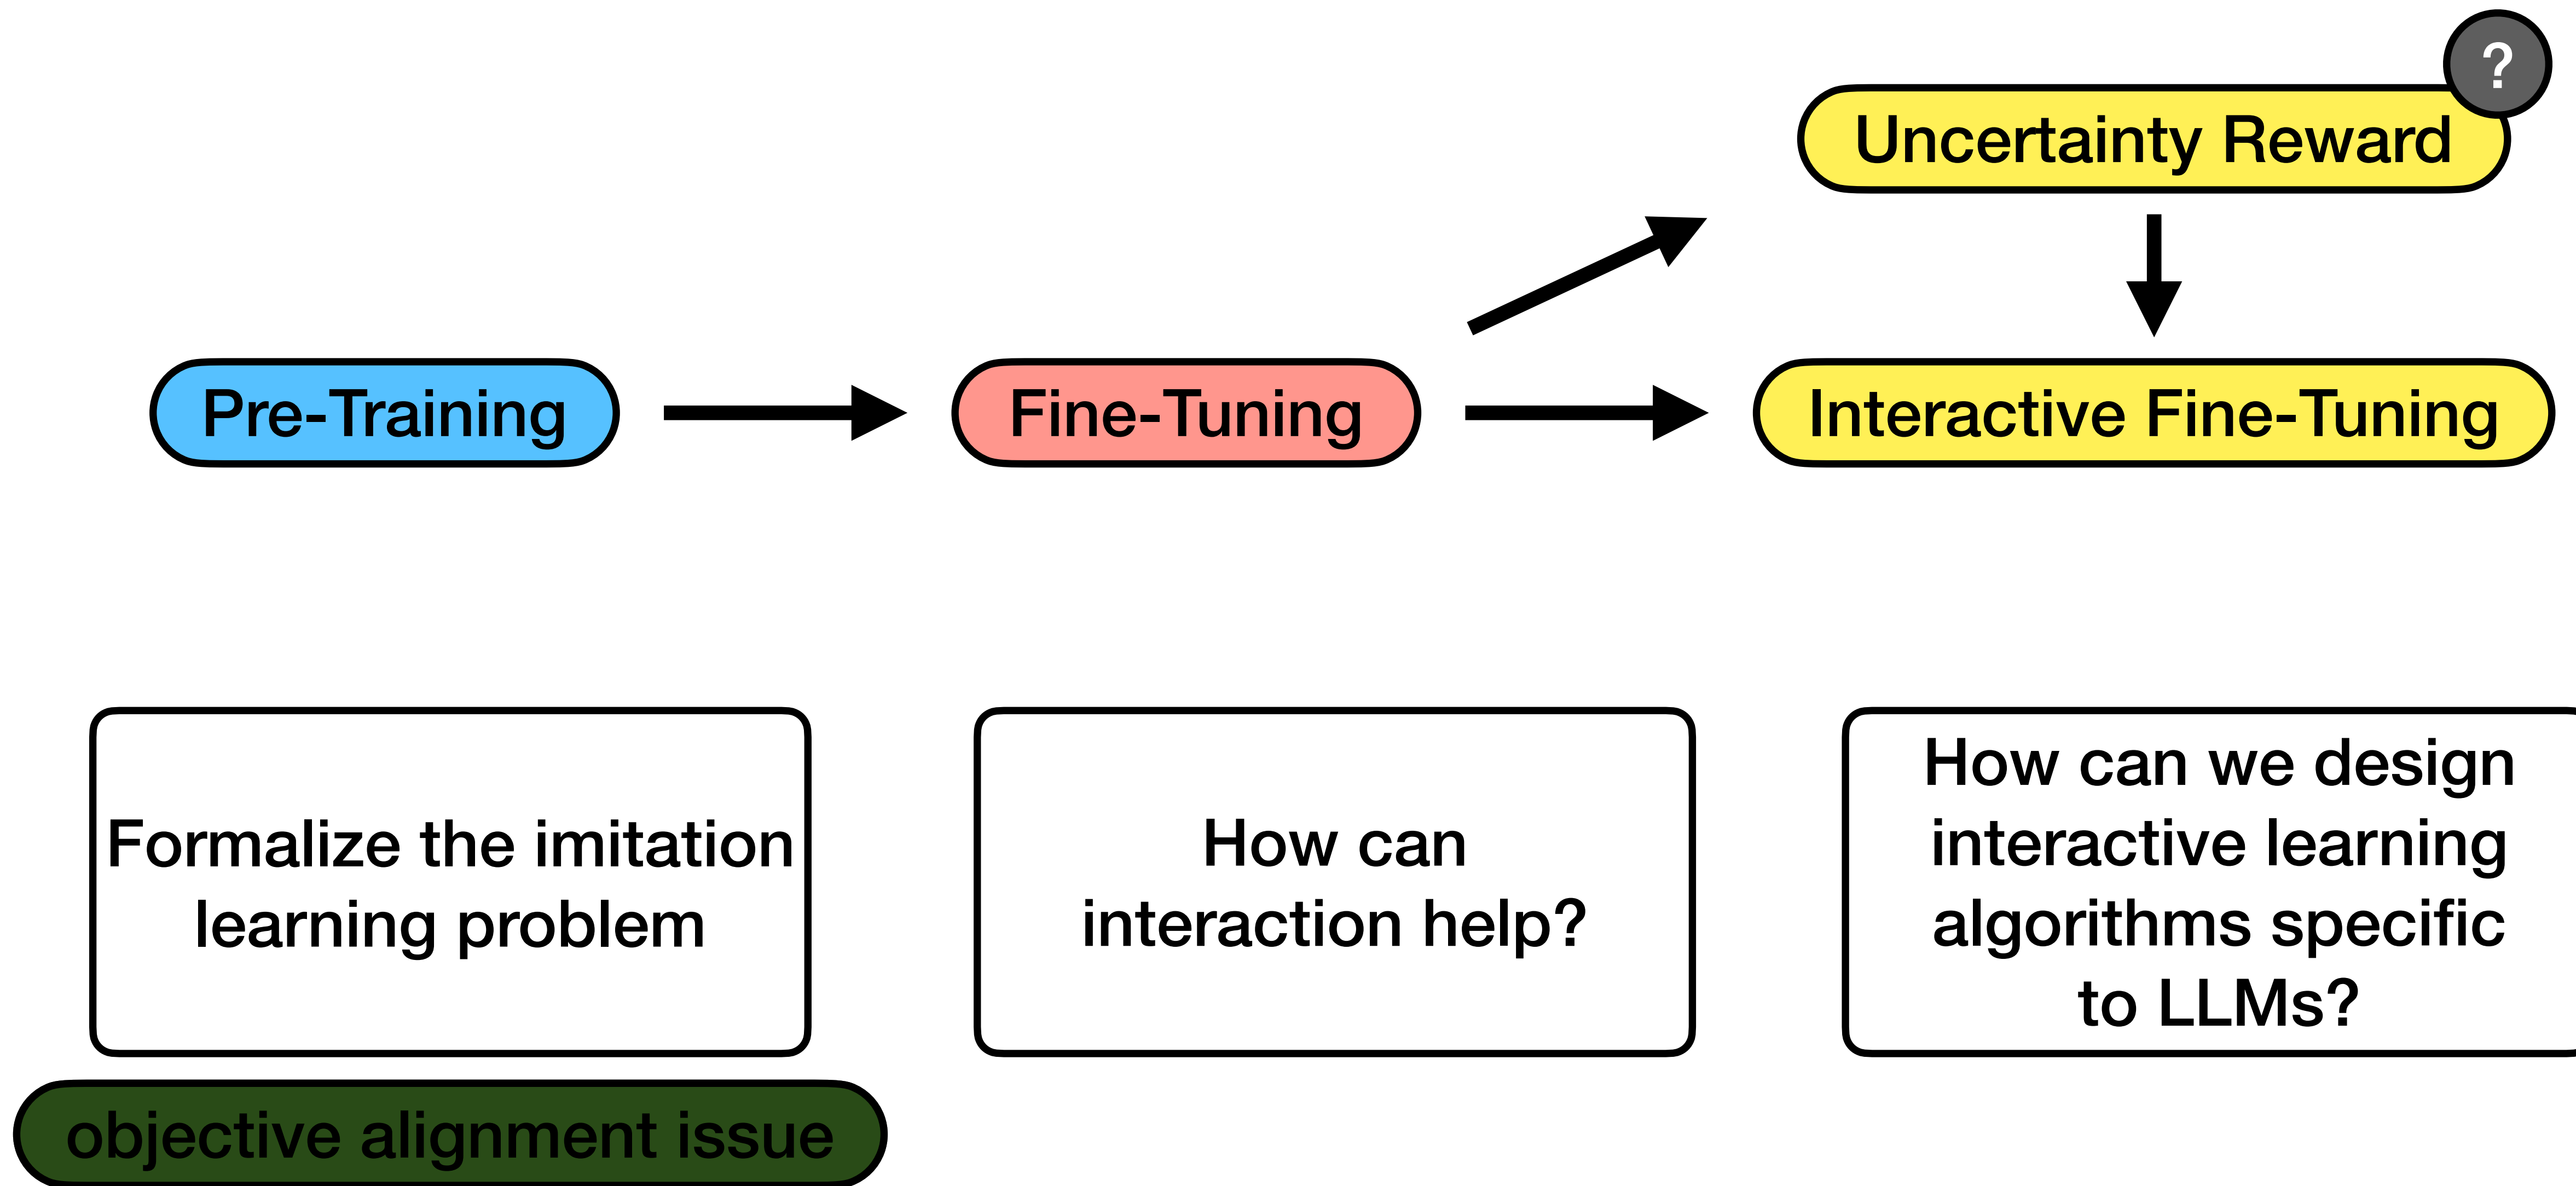 ?
Uncertainty Reward
Pre-Training
Fine-Tuning
Interactive Fine-Tuning
Formalize the imitation
learning problem
How can
interaction help?
How can we design
interactive learning
algorithms specific
to LLMs?
objective alignment issue